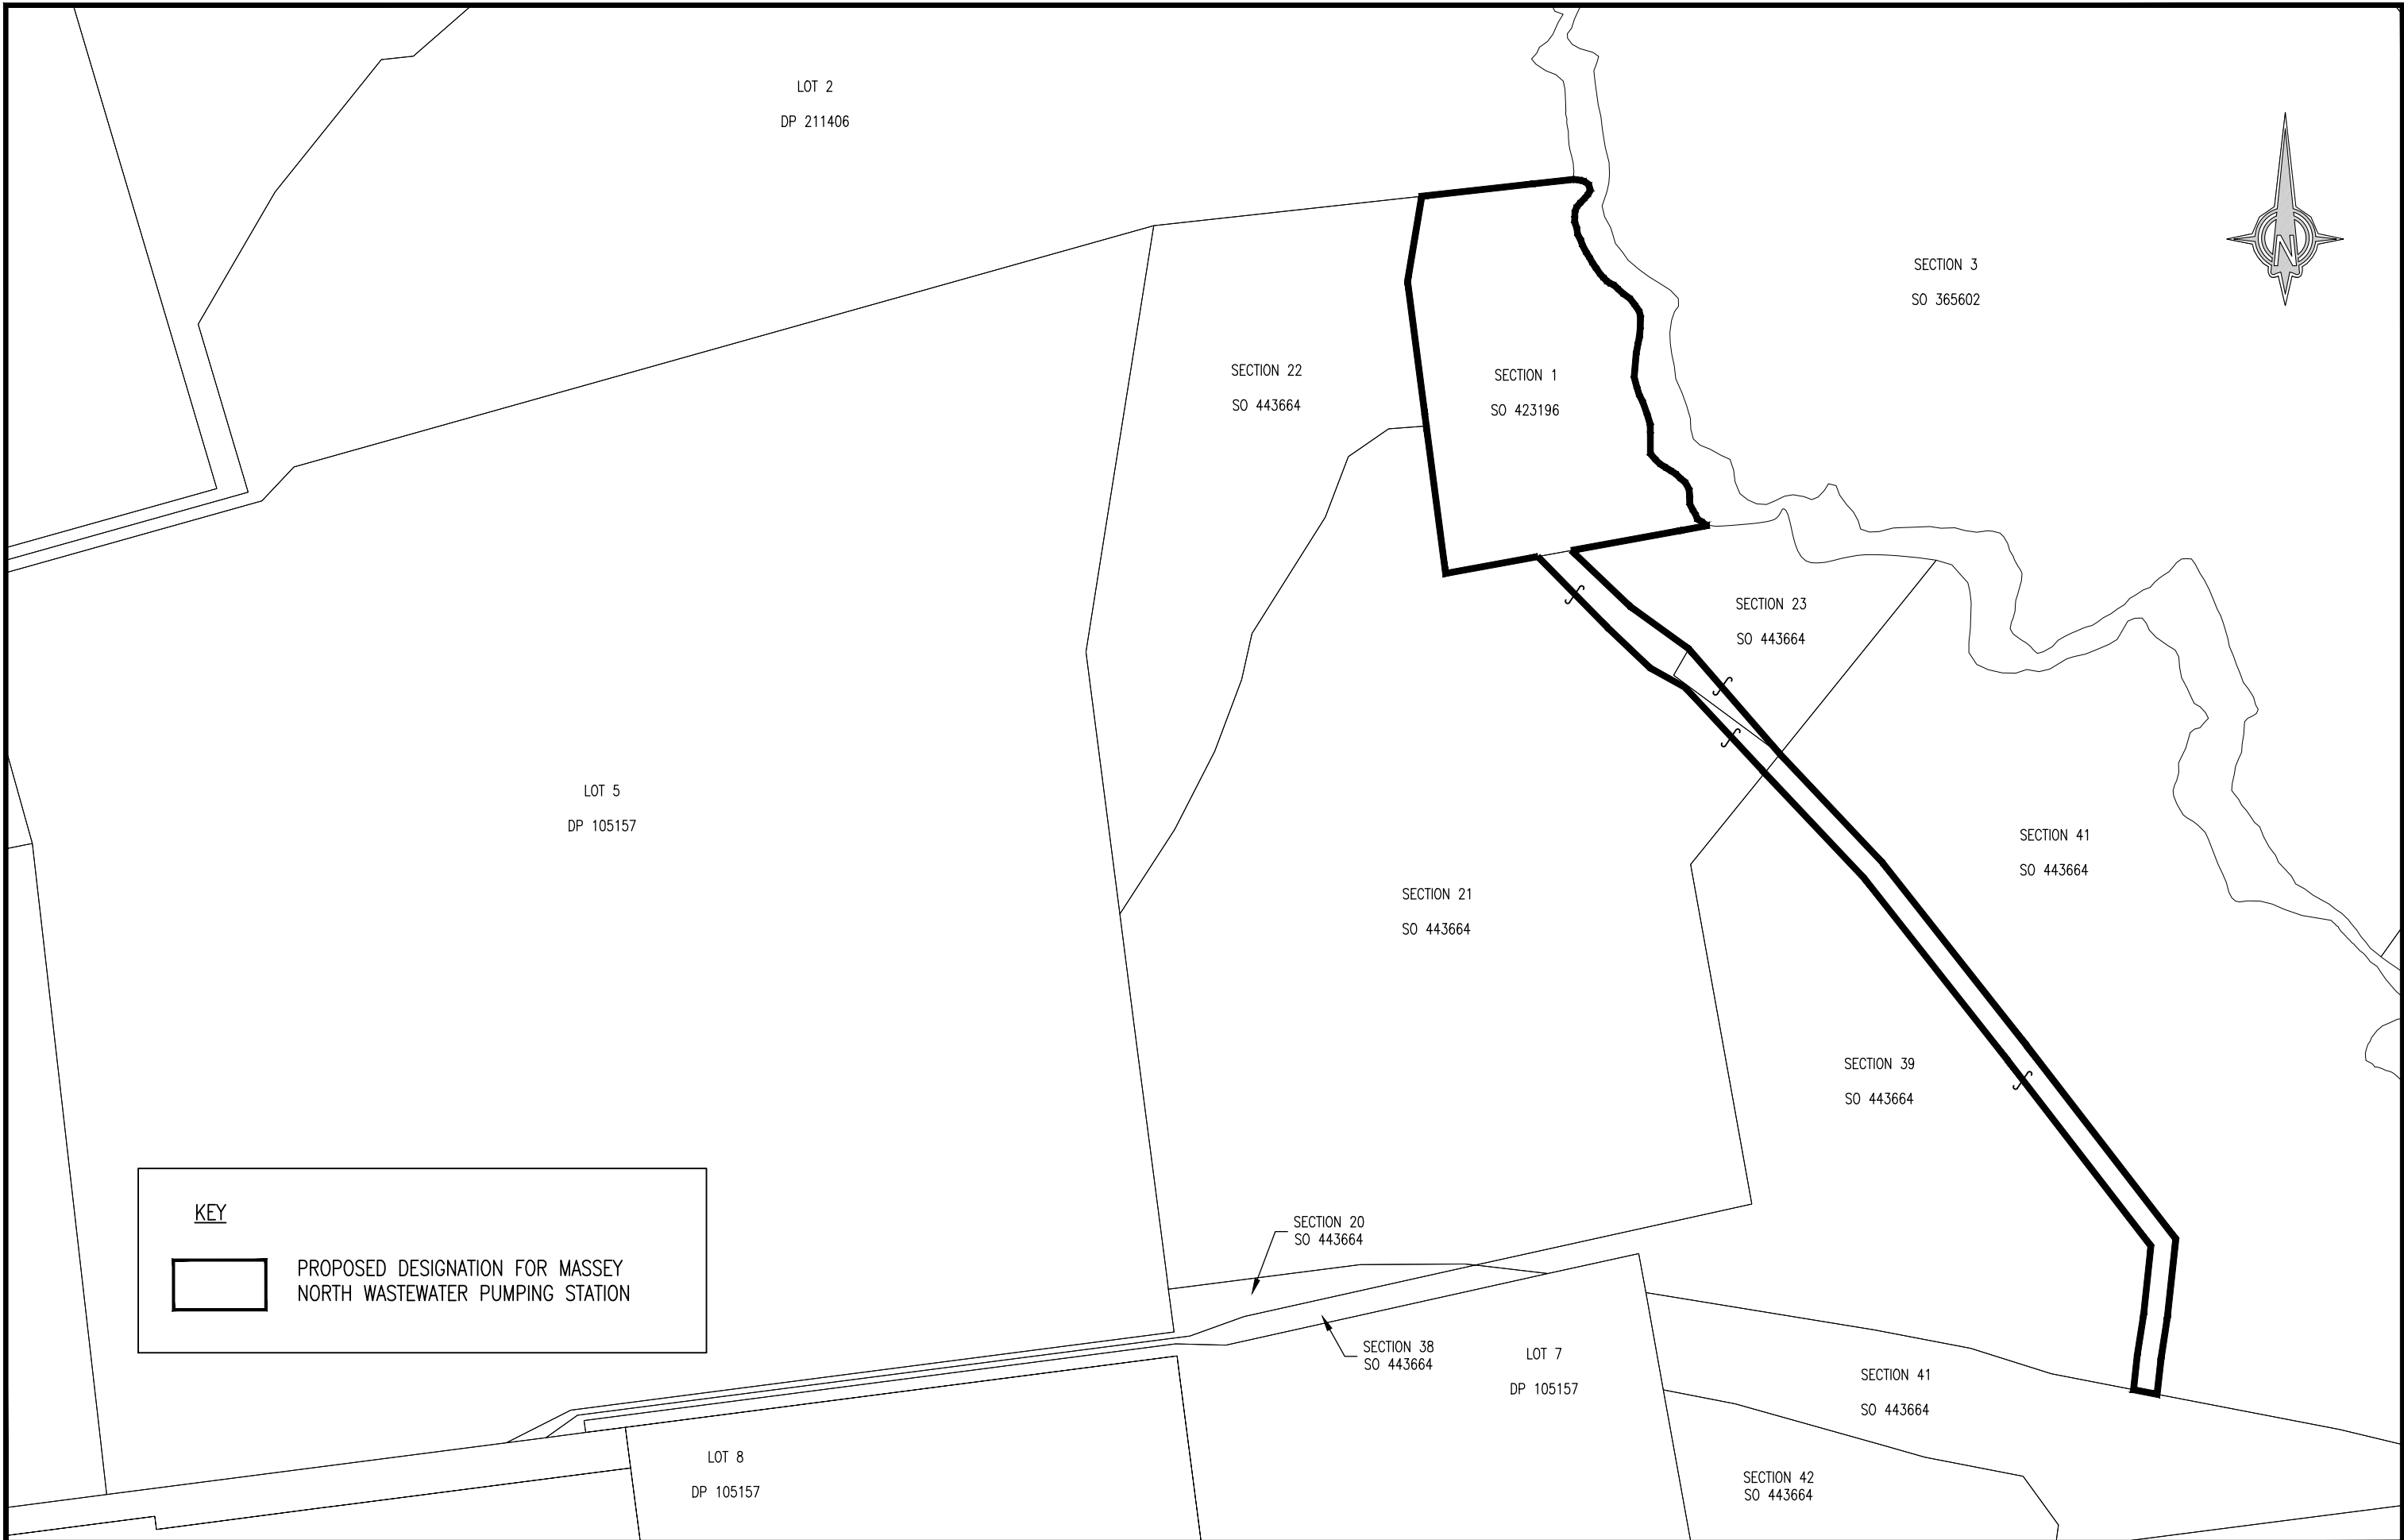 LOT 2
DP 211406
SECTION 3
SO 365602
N
SECTION 22
SO 443664
SECTION 1
SO 423196
SECTION 23
SO 443664
LOT 5
DP 105157
SECTION 41
SO 443664
SECTION 21
SO 443664
SECTION 39
SO 443664
KEY
PROPOSED DESIGNATION FOR MASSEY
NORTH WASTEWATER PUMPING STATION
SECTION 20
SO 443664
SECTION 38
SO 443664
LOT 7
DP 105157
SECTION 41
SO 443664
LOT 8
DP 105157
SECTION 42
SO 443664